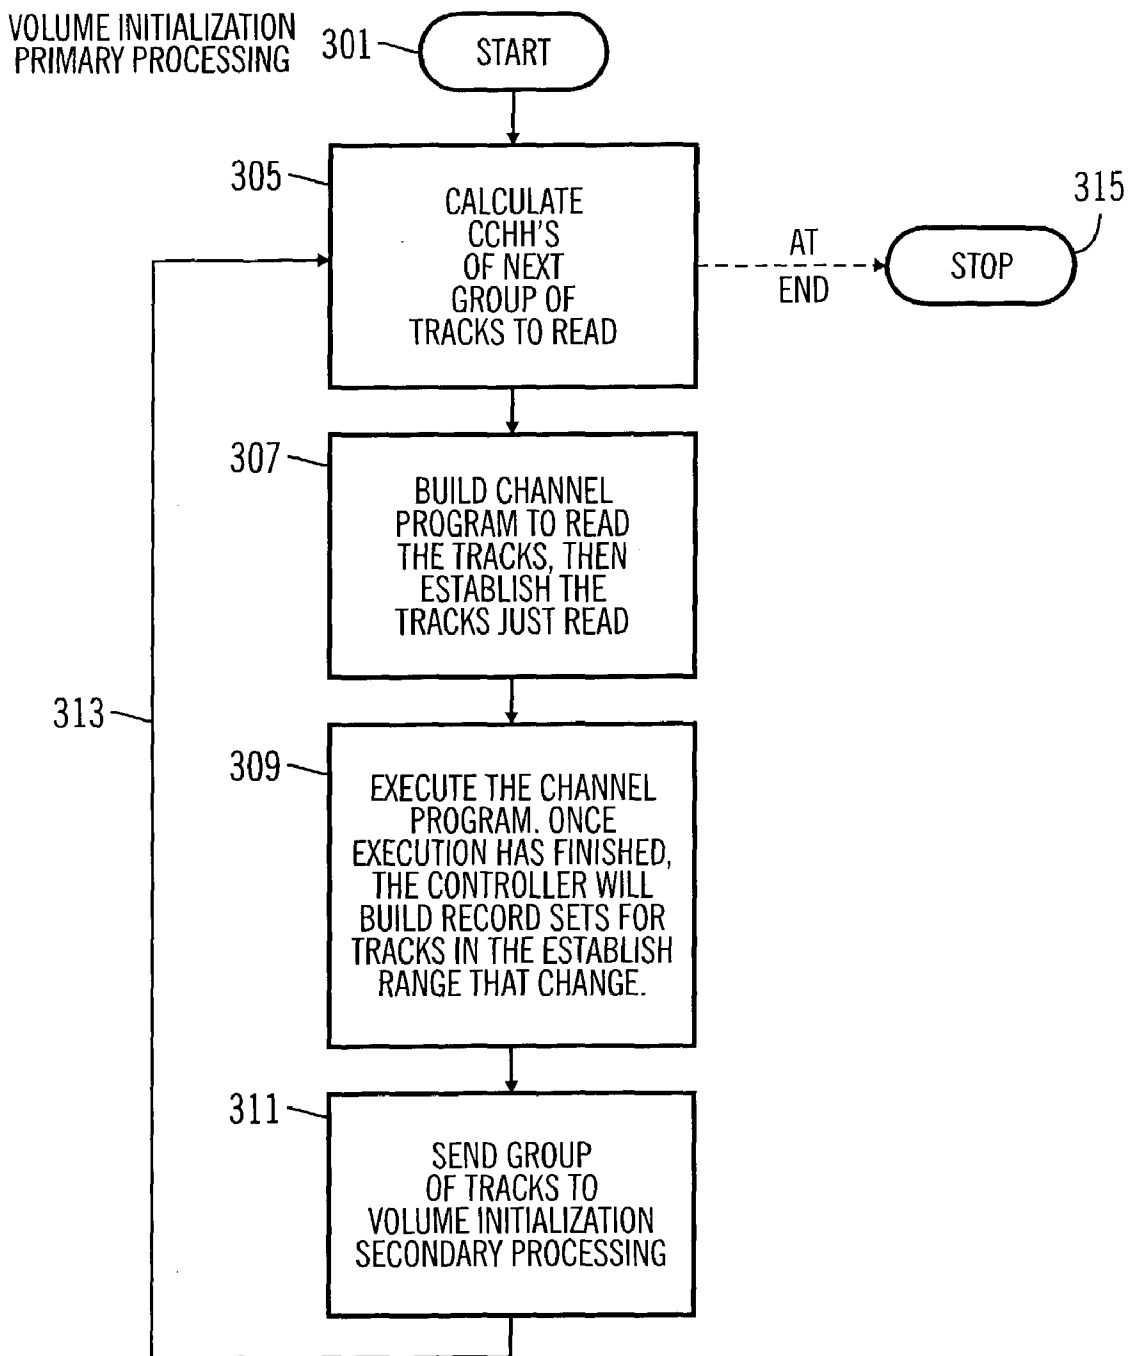 VOLUME INITIALIZATION
PRIMARY PROCESSING
301
START
305
CALCULATE
CCHH'S
OF NEXT
GROUP OF
TRACKS TO READ
AT
END
315
STOP
307
BUILD CHANNEL
PROGRAM TO READ
THE TRACKS, THEN
ESTABLISH THE
TRACKS JUST READ
313
309
EXECUTE THE CHANNEL
PROGRAM. ONCE
EXECUTION HAS FINISHED,
THE CONTROLLER WILL
BUILD RECORD SETS FOR
TRACKS IN THE ESTABLISH
RANGE THAT CHANGE.
311
SEND GROUP
OF TRACKS TO
VOLUME INITIALIZATION
SECONDARY PROCESSING